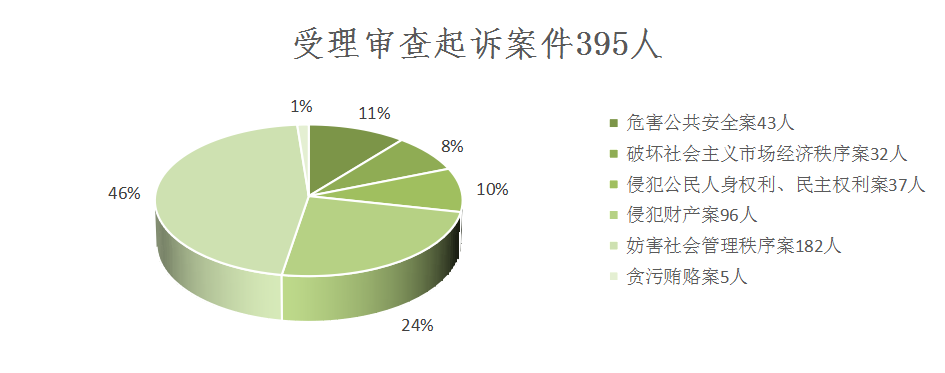 受理审查起诉案件395人
1%
11%
8%
10%
24%
46%
危害公共安全案43人
破坏社会主义市场经济秩序案32人
侵犯公民人身权利、民主权利案37人
侵犯财产案96人
妨害社会管理秩序案182人
贪污贿赂案5人